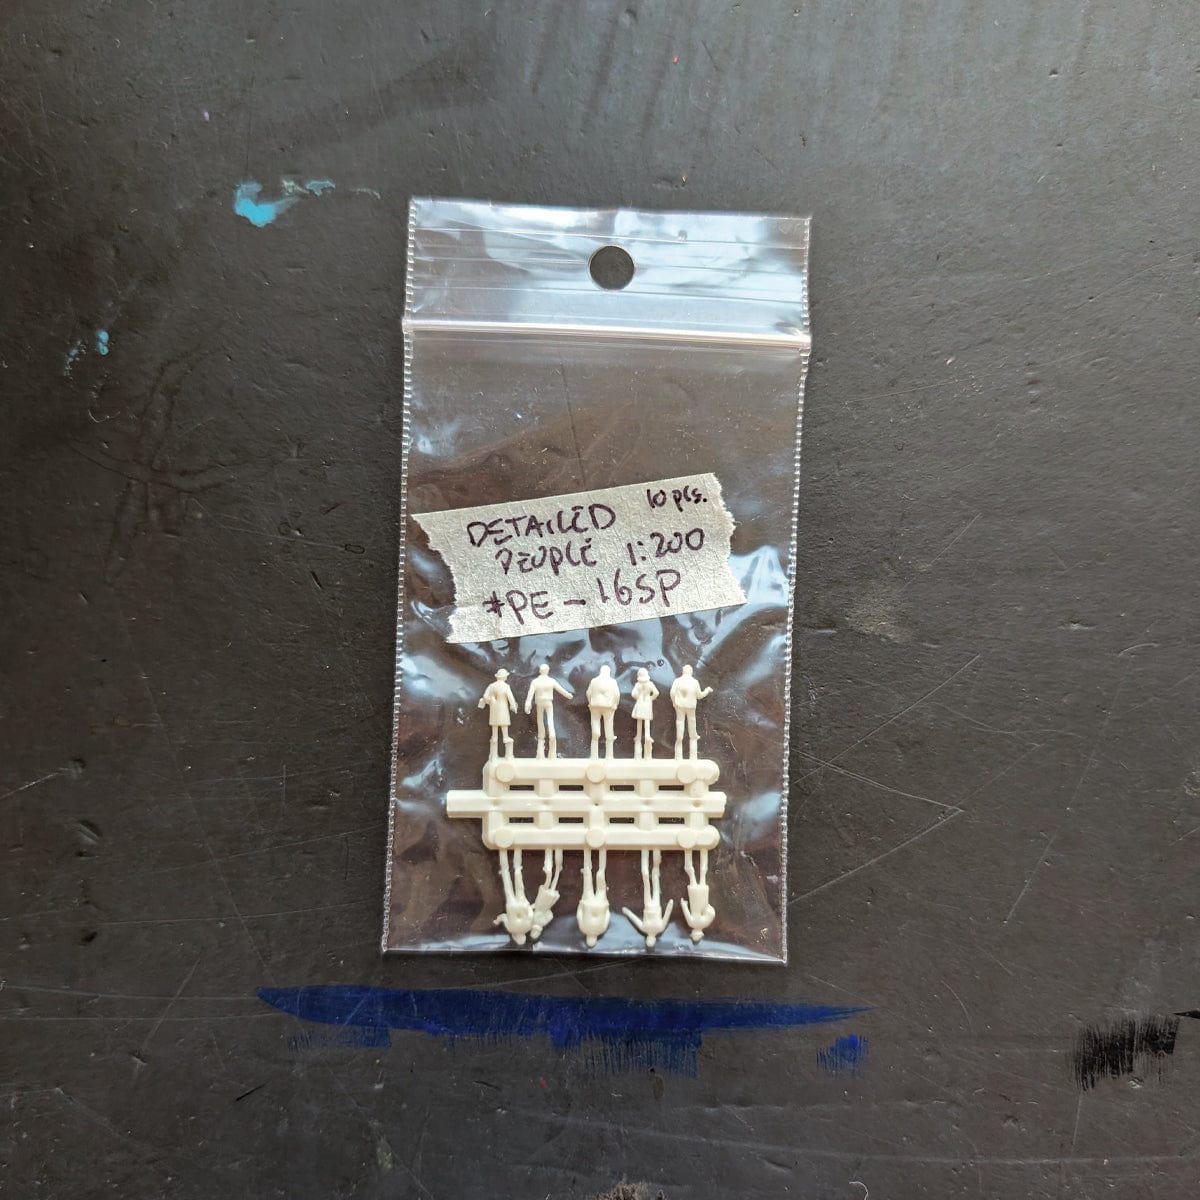 DETAILED 10 pcs.
PEOPLE 1:200
#PE-16SP